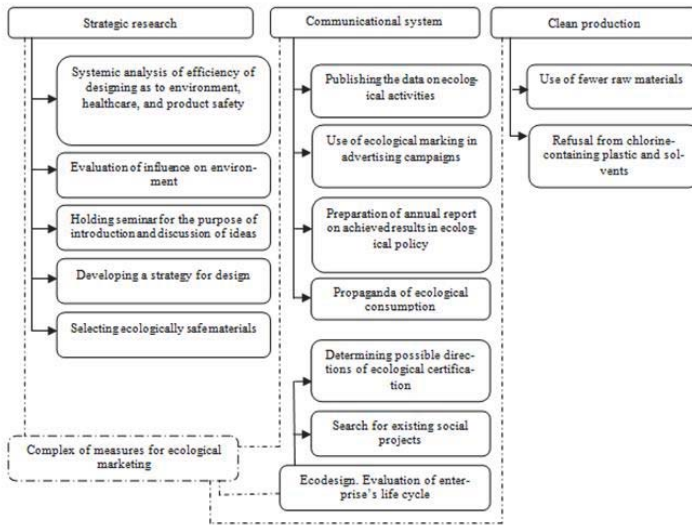 Strategic research
Systemic analysis of efficiency of
designing as to environment,
healthcare, and product safety
Evaluation of influence on environ-
ment
Holding seminar for the purpose of
introduction and discussion of ideas
Developing a strategy for design
Selecting ecologically safe materials
Complex of measures for ecological
marketing
Communicational system
Publishing the data on ecolog-
ical activities
Use of ecological marking in
advertising campaigns
Preparation of annual report
on achieved results in ecological
policy
Propaganda of ecological
consumption
Determining possible direc-
tions of ecological certifica-
tion
Search for existing social
projects
Ecodesign. Evaluation of enter-
prise's life cycle
Clean production
Use of fewer raw materials
Refusal from chlorine-
containing plastic and sol-
vents